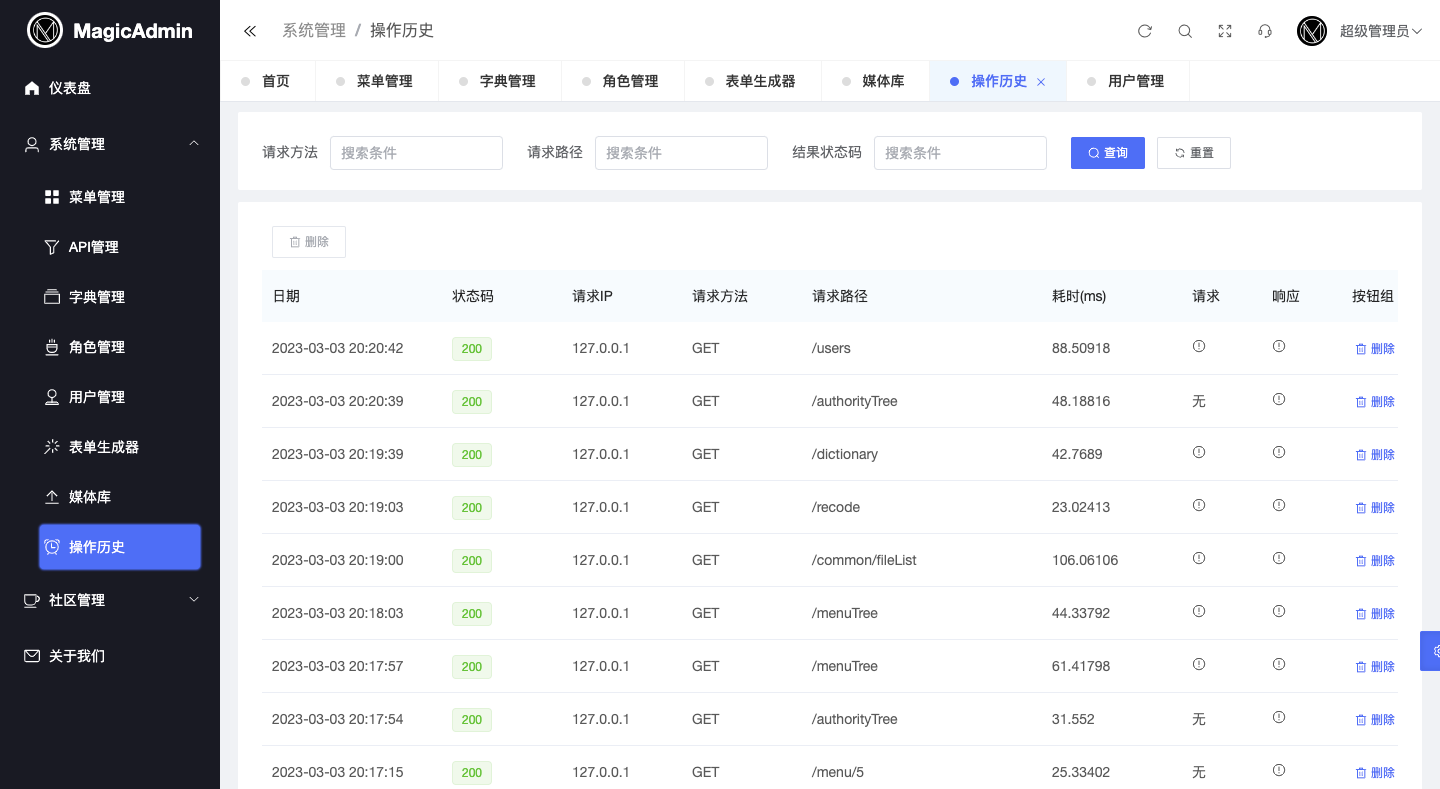 MagicAdmin
仪表盘
系统管理
菜单管理
API管理
字典管理
角色管理
用户管理
表单生成器
媒体库
操作历史
社区管理
关于我们
系统管理 / 操作历史
超级管理员
首页 菜单管理 字典管理 角色管理 表单生成器 媒体库 操作历史 用户管理
请求方法 搜索条件 请求路径 搜索条件 结果状态码 搜索条件 查询 重置
删除
日期 状态码 请求IP 请求方法 请求路径 耗时(ms) 请求 响应 按钮组
2023-03-03 20:20:42 200 127.0.0.1 GET /users 88.50918 删除
2023-03-03 20:20:39 200 127.0.0.1 GET /authorityTree 48.18816 无 删除
2023-03-03 20:19:39 200 127.0.0.1 GET /dictionary 42.7689 删除
2023-03-03 20:19:03 200 127.0.0.1 GET /recode 23.02413 删除
2023-03-03 20:19:00 200 127.0.0.1 GET /common/fileList 106.06106 删除
2023-03-03 20:18:03 200 127.0.0.1 GET /menuTree 44.33792 删除
2023-03-03 20:17:57 200 127.0.0.1 GET /menuTree 61.41798 删除
2023-03-03 20:17:54 200 127.0.0.1 GET /authorityTree 31.552 无 删除
2023-03-03 20:17:15 200 127.0.0.1 GET /menu/5 25.33402 无 删除